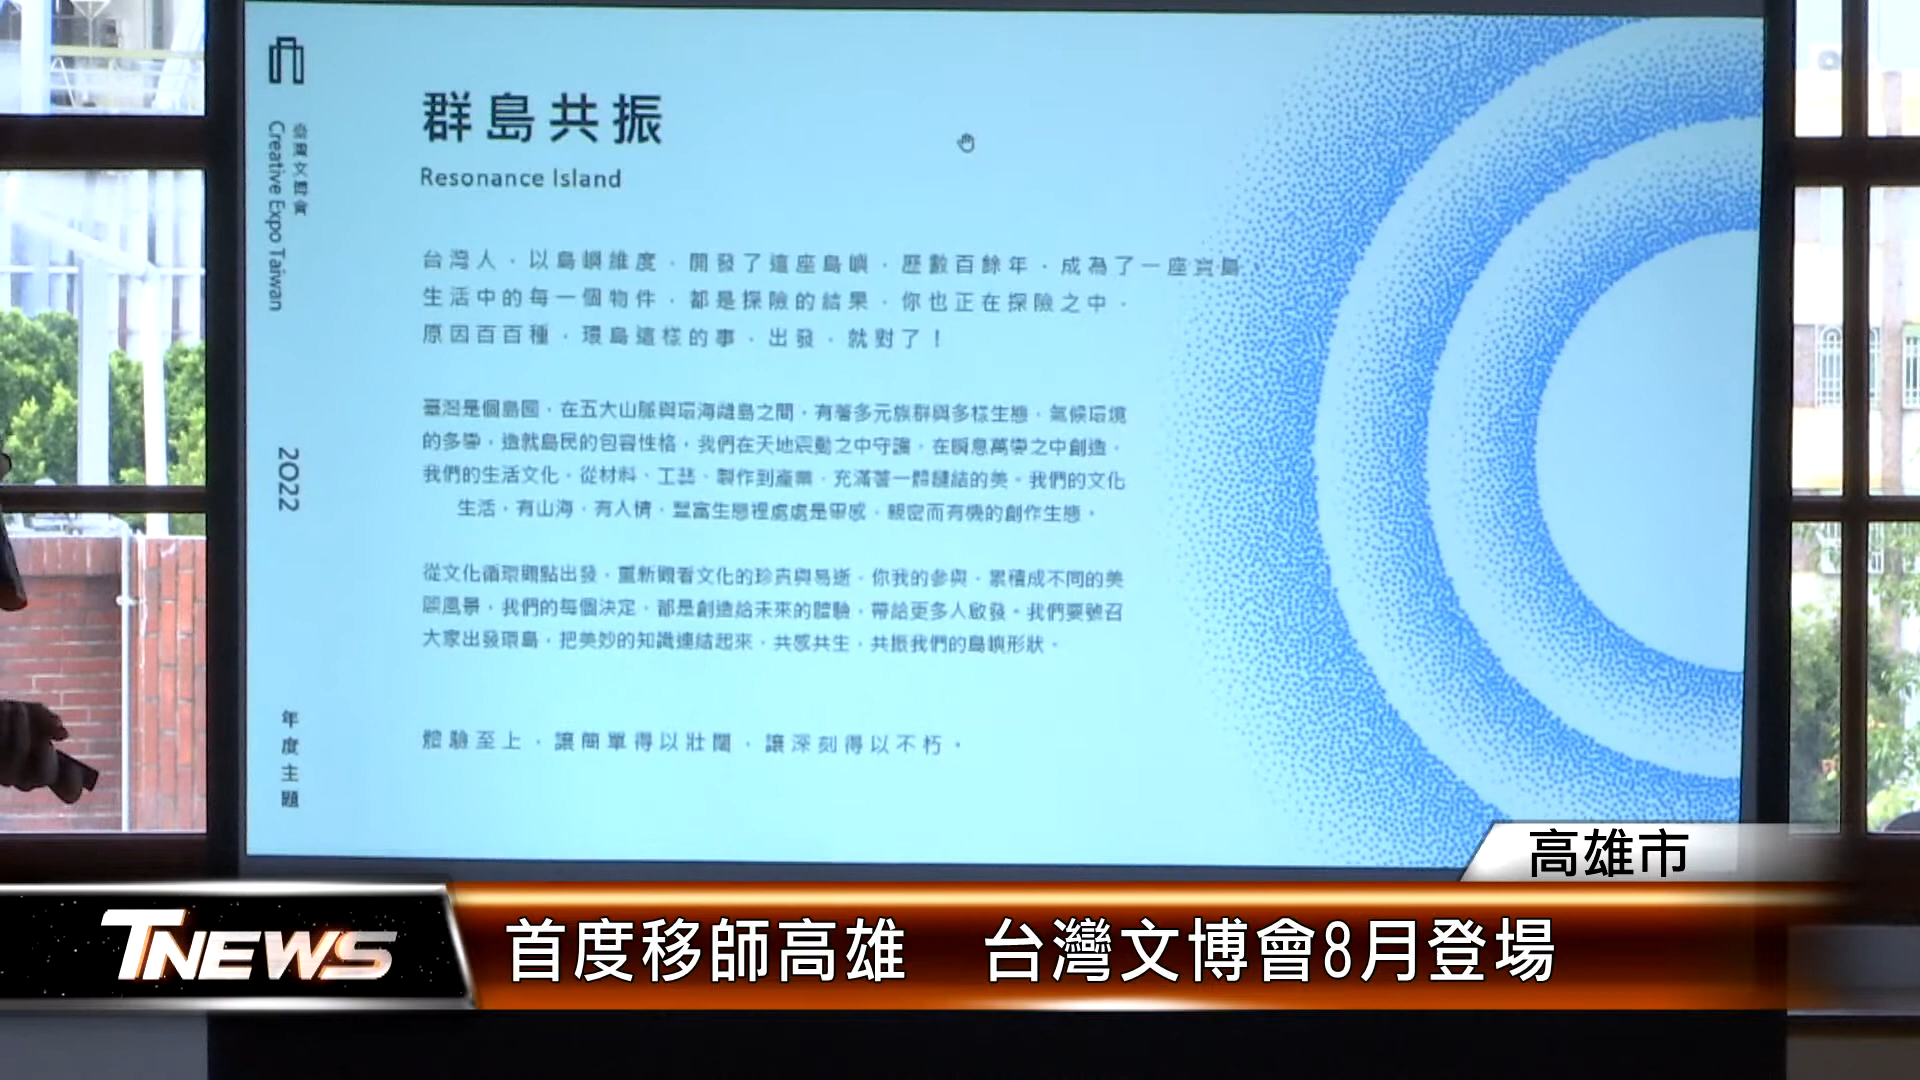 臺灣文博會
Creative Expo Taiwan
2022
年度主題
群島共振
Resonance Island
台灣人，以島嶼維度，開發了這座島嶼，歷數百餘年，成為了一座寶島
生活中的每一個物件，都是探險的結果，你也正在探險之中。
原因百百種，環島這樣的事，出發，就對了！
臺灣是個島國，在五大山脈與環海離島之間，有著多元族群與多樣生態，氣候環境
的多變，造就島民的包容性格，我們在天地震動之中守護，在瞬息萬變之中創造。
我們的生活文化，從材料、工藝、製作到產業，充滿著一體鏈結的美。我們的文化
生活，有山海，有人情，豐富生態裡處處是靈感，親密而有機的創作生態。
從文化循環觀點出發，重新觀看文化的珍貴與易逝，你我的參與，累積成不同的美
麗風景，我們的每個決定，都是創造給未來的體驗，帶給更多人啟發。我們要號召
大家出發環島，把美妙的知識連結起來，共感共生，共振我們的島嶼形狀。
體驗至上，讓簡單得以壯闊，讓深刻得以不朽。
高雄市
TNEWS
首度移師高雄　台灣文博會8月登場